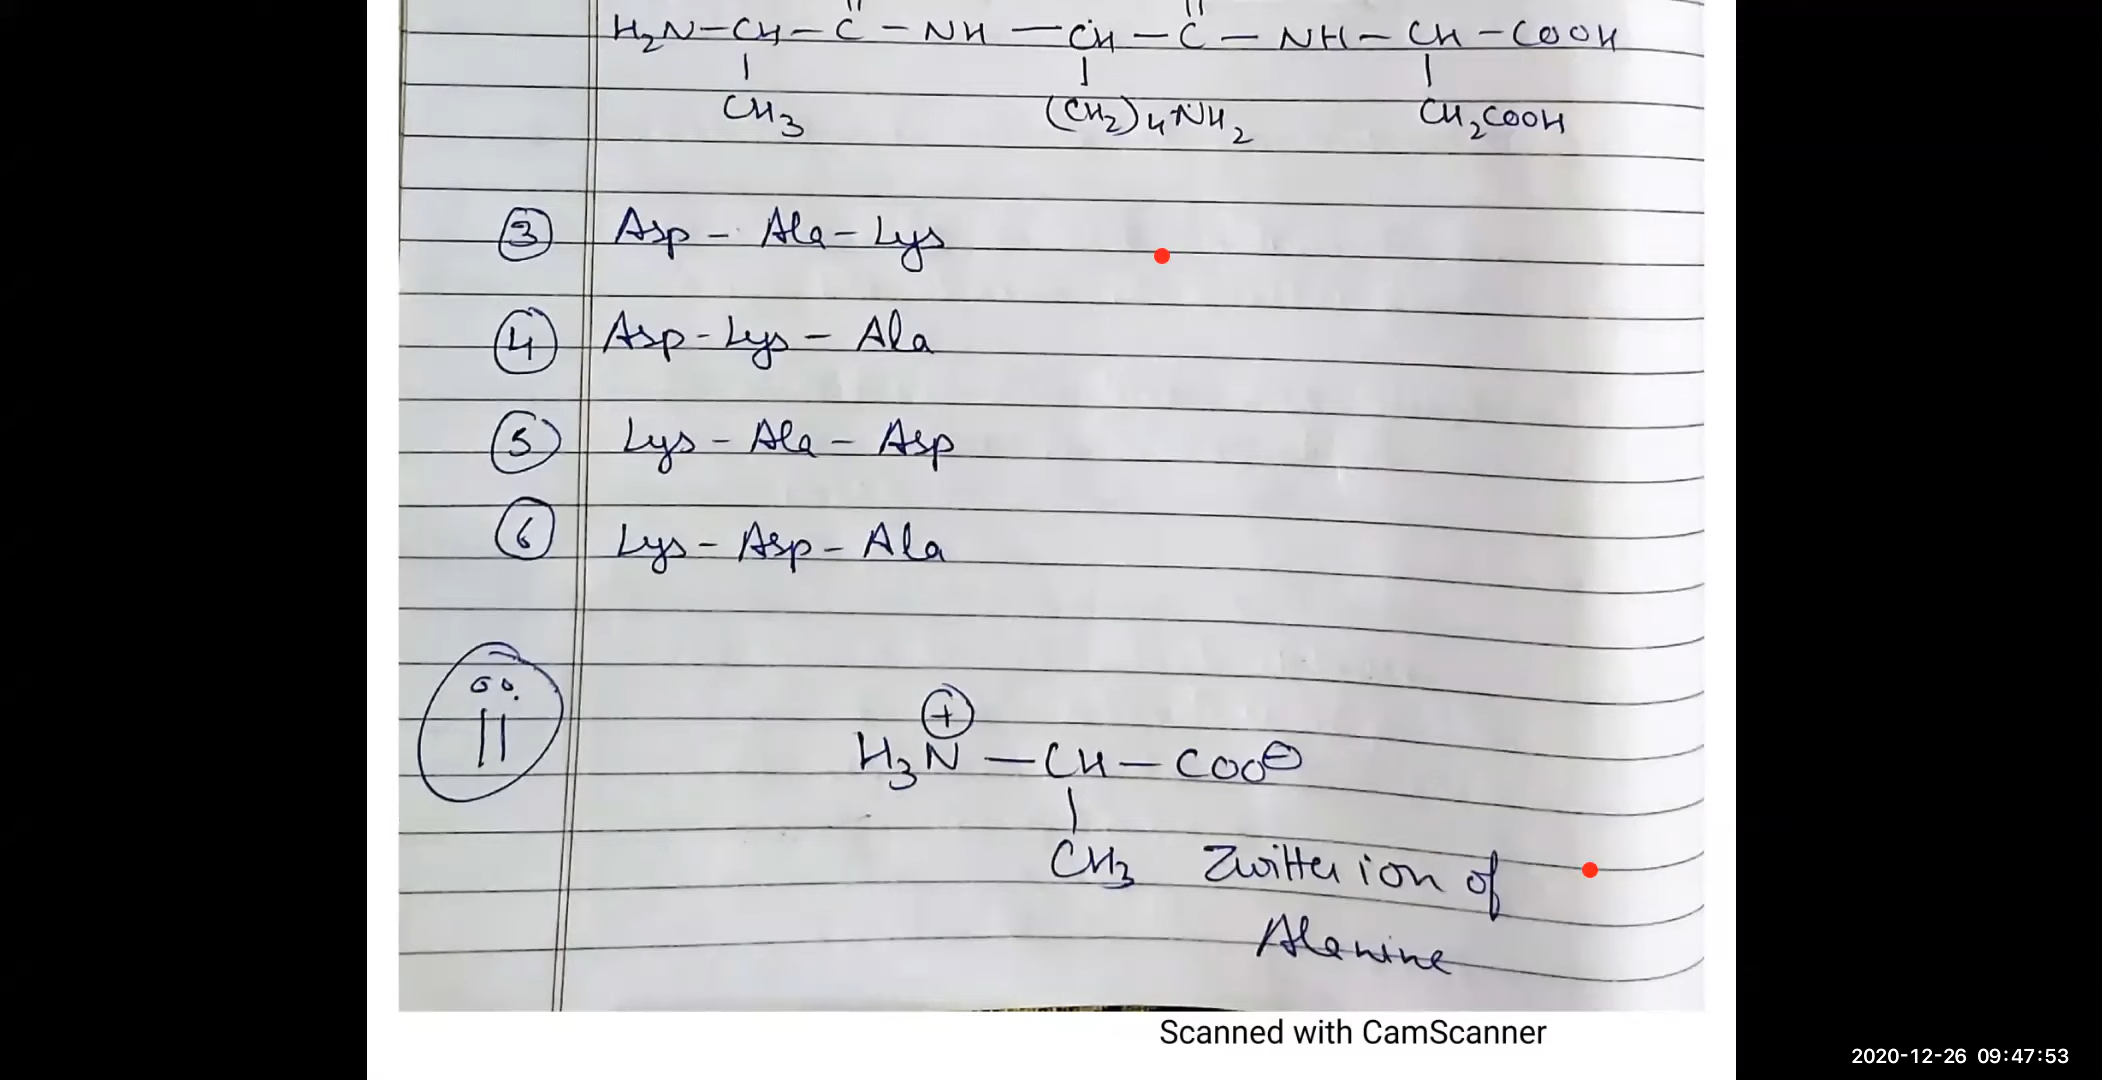 H₂N-CH-C-NH-CH-C-NH-CH-COOH
CH₃ (CH₂)₄NH₂ CH₂COOH
③ Asp - Ala - Lys
④ Asp - Lys - Ala
⑤ Lys - Ala - Asp
⑥ Lys - Asp - Ala
ii
⊕
H₃N - CH - COO⊖
CH₃ Zwitter ion of
Alanine
Scanned with CamScanner
2020-12-26 09:47:53